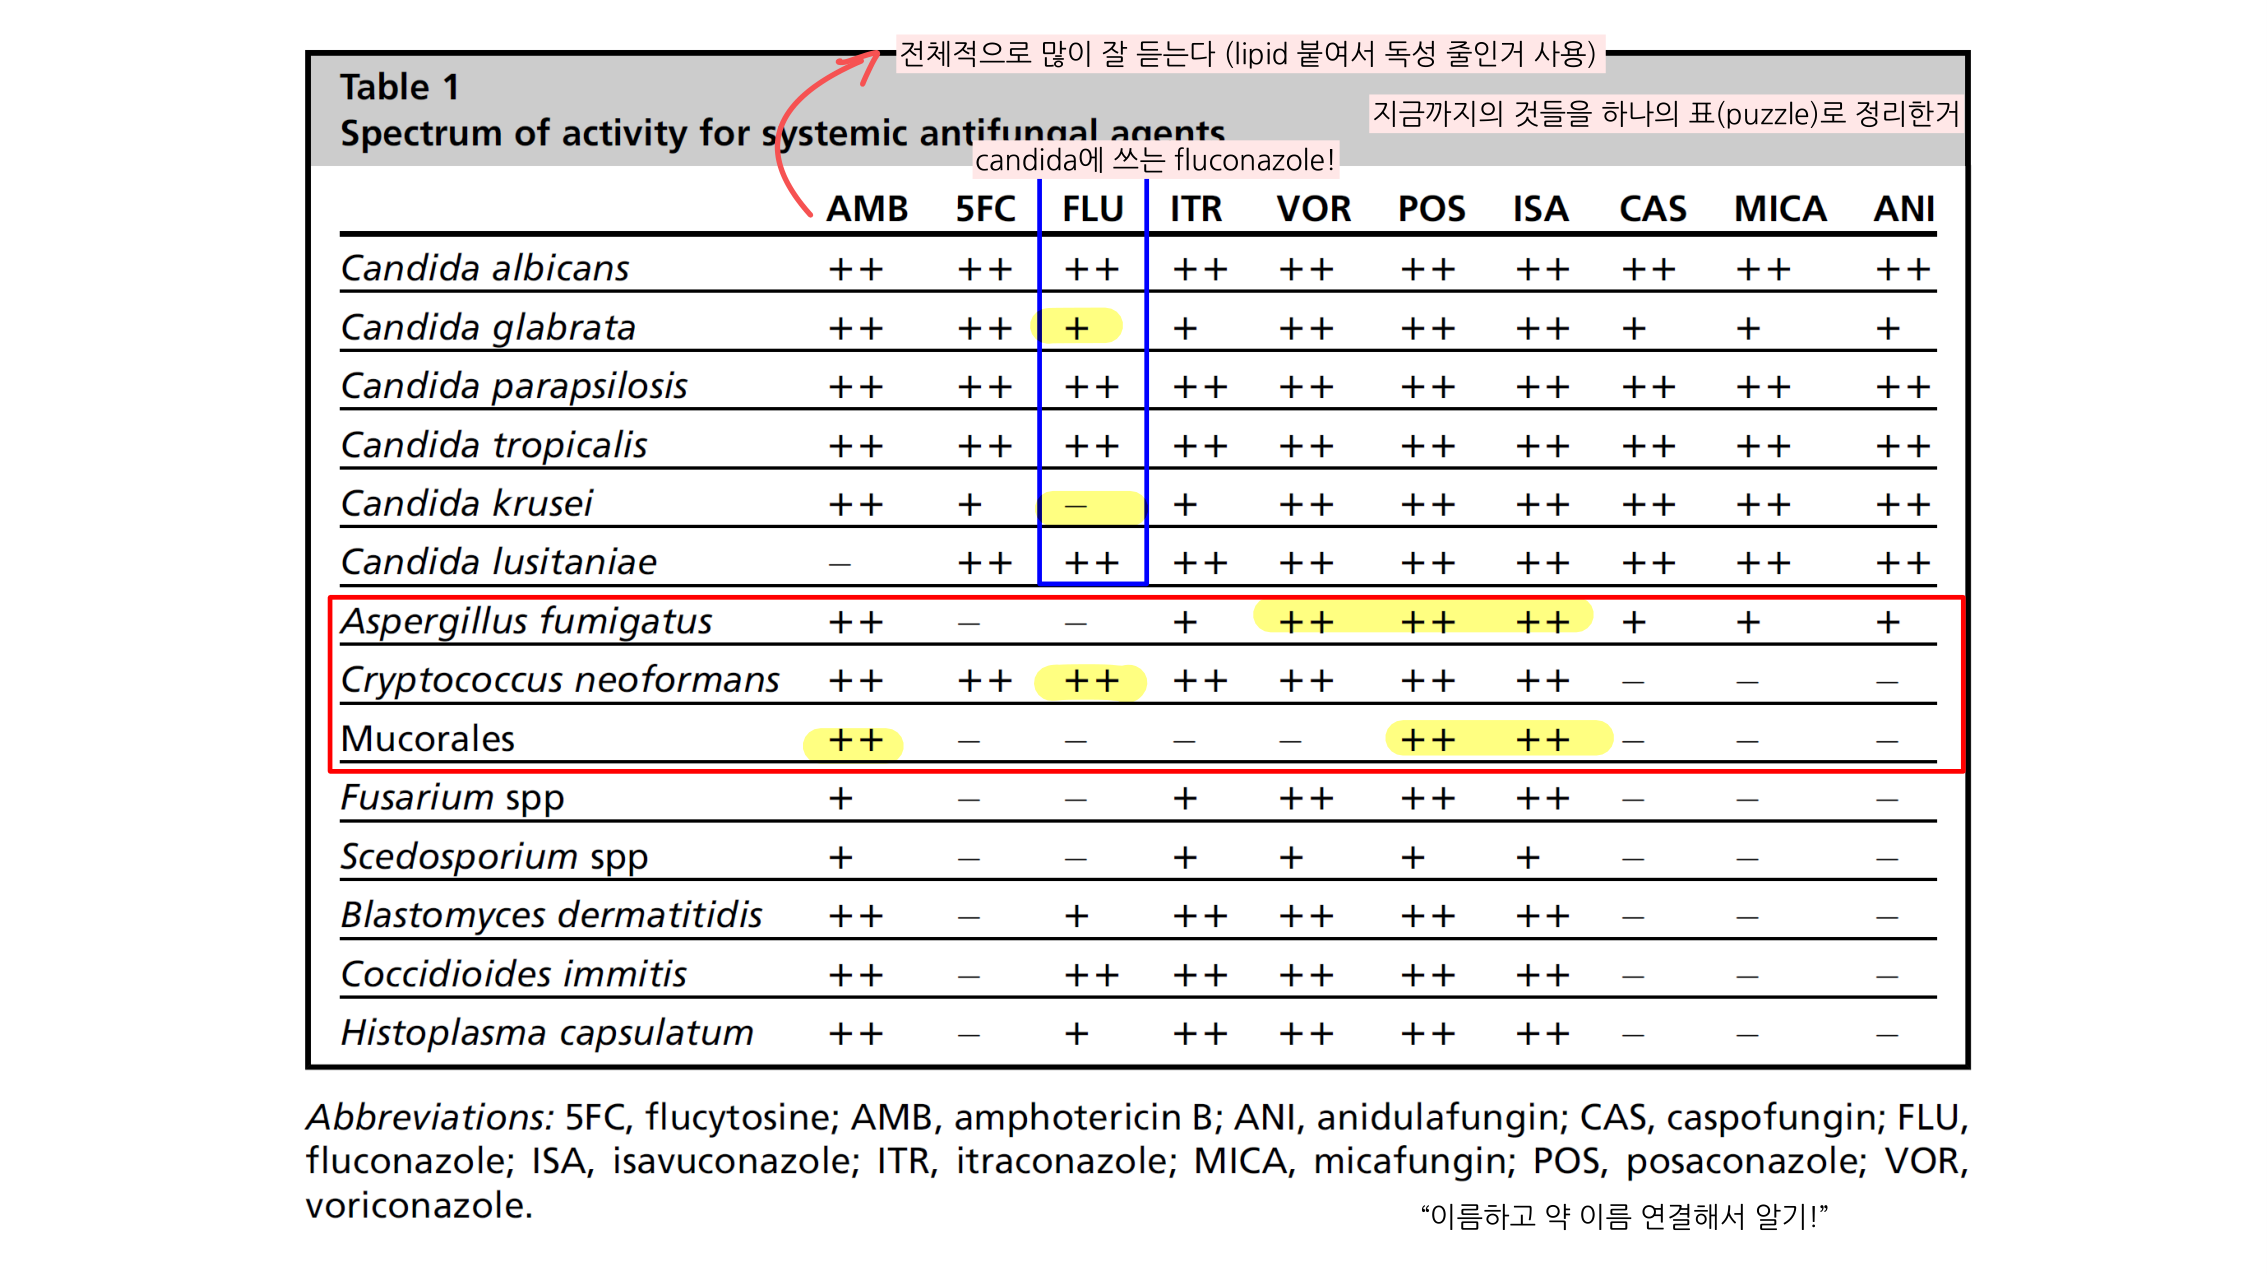 전체적으로 많이 잘 듣는다 (lipid 붙여서 독성 줄인거 사용)
Table 1
지금까지의 것들을 하나의 표(puzzle)로 정리한거
Spectrum of activity for systemic antifungal agents
candida에 쓰는 fluconazole!
AMB 5FC FLU ITR VOR POS ISA CAS MICA ANI
Candida albicans ++ ++ ++ ++ ++ ++ ++ ++ ++ ++
Candida glabrata ++ ++ + + ++ ++ ++ + + +
Candida parapsilosis ++ ++ ++ ++ ++ ++ ++ ++ ++ ++
Candida tropicalis ++ ++ ++ ++ ++ ++ ++ ++ ++ ++
Candida krusei ++ + – + ++ ++ ++ ++ ++ ++
Candida lusitaniae – ++ ++ ++ ++ ++ ++ ++ ++ ++
Aspergillus fumigatus ++ – – + ++ ++ ++ + + +
Cryptococcus neoformans ++ ++ ++ ++ ++ ++ ++ – – –
Mucorales ++ – – – – ++ ++ – – –
Fusarium spp + – – + ++ ++ ++ – – –
Scedosporium spp + – – + + + + – – –
Blastomyces dermatitidis ++ – + ++ ++ ++ ++ – – –
Coccidioides immitis ++ – ++ ++ ++ ++ ++ – – –
Histoplasma capsulatum ++ – + ++ ++ ++ ++ – – –
Abbreviations: 5FC, flucytosine; AMB, amphotericin B; ANI, anidulafungin; CAS, caspofungin; FLU,
fluconazole; ISA, isavuconazole; ITR, itraconazole; MICA, micafungin; POS, posaconazole; VOR,
voriconazole.
“이름하고 약 이름 연결해서 알기!”